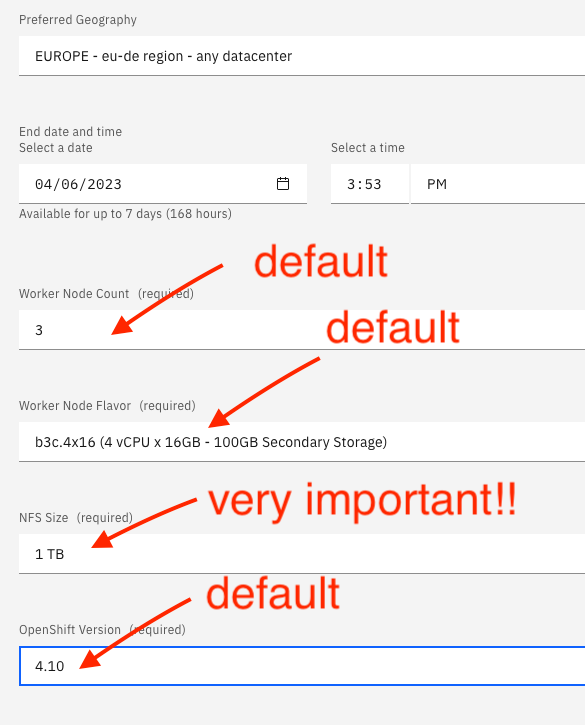 Preferred Geography
EUROPE - eu-de region - any datacenter
End date and time
Select a date
Select a time
04/06/2023
3:53
PM
Available for up to 7 days (168 hours)
default
Worker Node Count (required)
3
default
Worker Node Flavor (required)
b3c.4x16 (4 vCPU x 16GB - 100GB Secondary Storage)
very important!!
NFS Size (required)
1 TB
default
OpenShift Version (required)
4.10